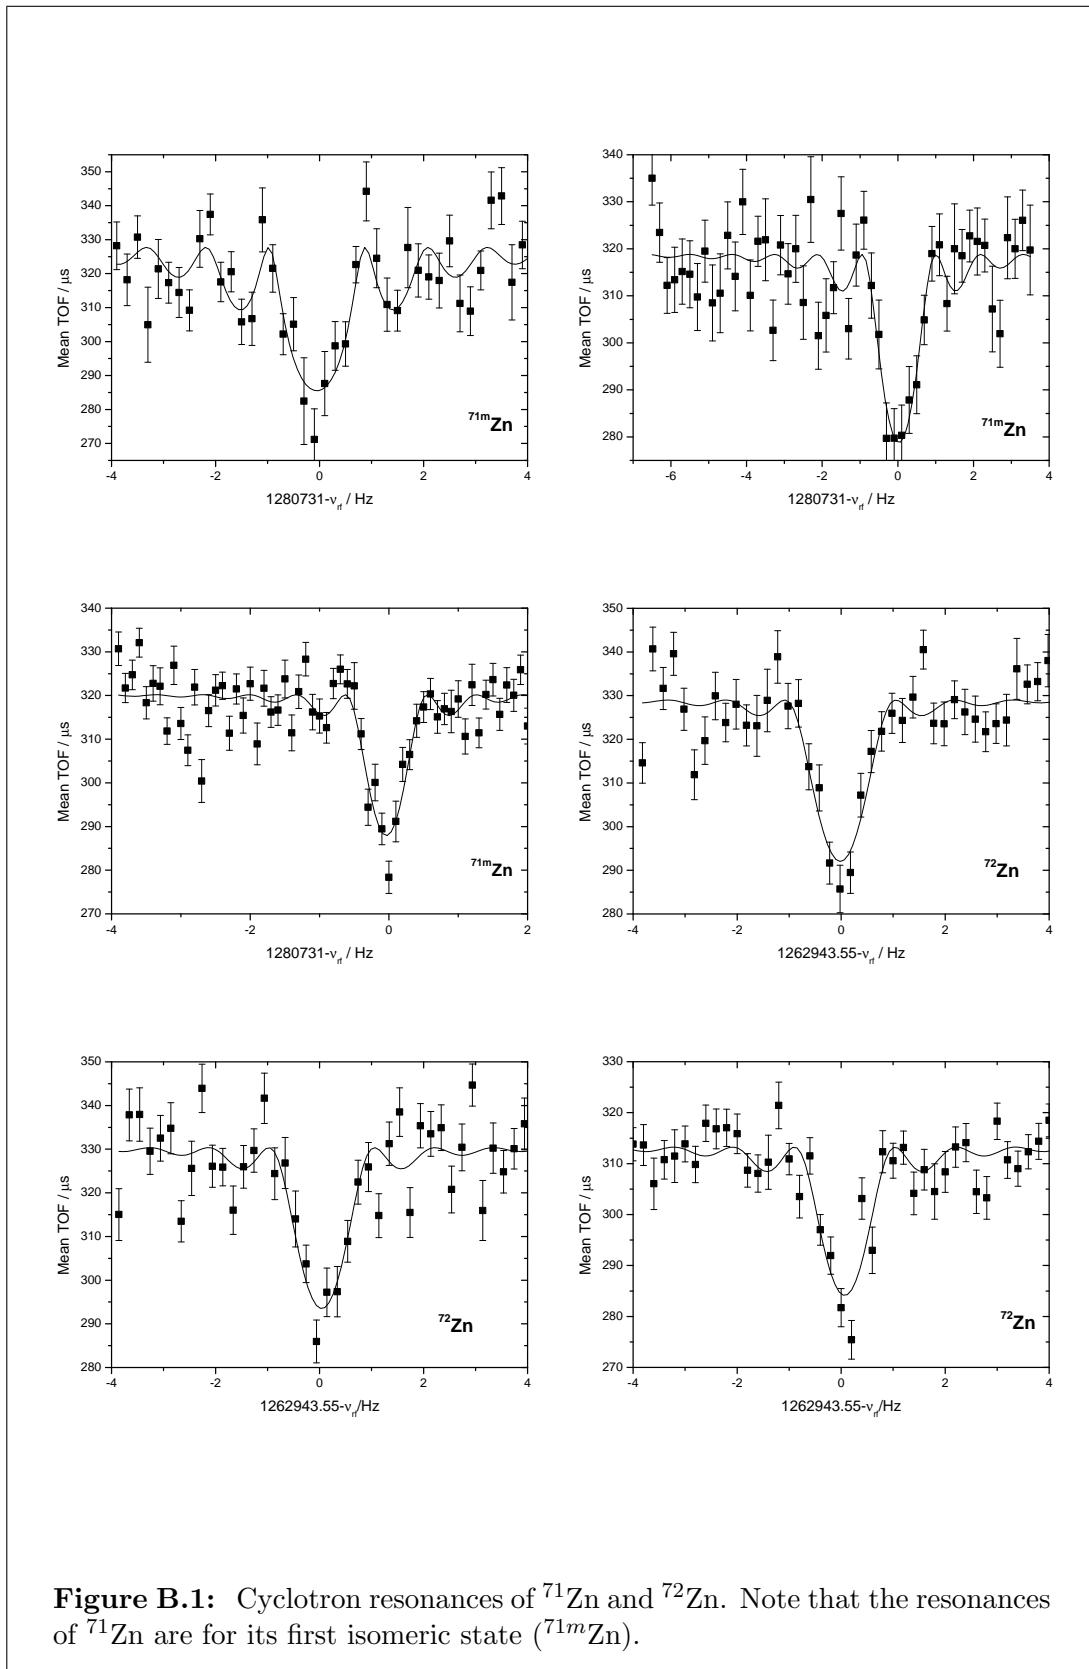 355
350
340
330
320
310
300
290
280
270
Mean TOF / μs
71mZn
-4 -2 0 2 4
1280731-νrf / Hz
340
330
320
310
300
290
280
Mean TOF / μs
71mZn
-6 -4 -2 0 2 4
1280731-νrf / Hz
340
330
320
310
300
290
280
270
Mean TOF / μs
71mZn
-4 -2 0 2
1280731-νrf / Hz
350
340
330
320
310
300
290
280
Mean TOF / μs
72Zn
-4 -2 0 2 4
1262943.55-νrf / Hz
350
340
330
320
310
300
290
280
Mean TOF / μs
72Zn
-4 -2 0 2 4
1262943.55-νrf/Hz
330
320
310
300
290
280
270
Mean TOF / μs
72Zn
-4 -2 0 2 4
1262943.55-νrf/Hz
Figure B.1: Cyclotron resonances of 71Zn and 72Zn. Note that the resonances
of 71Zn are for its first isomeric state (71mZn).